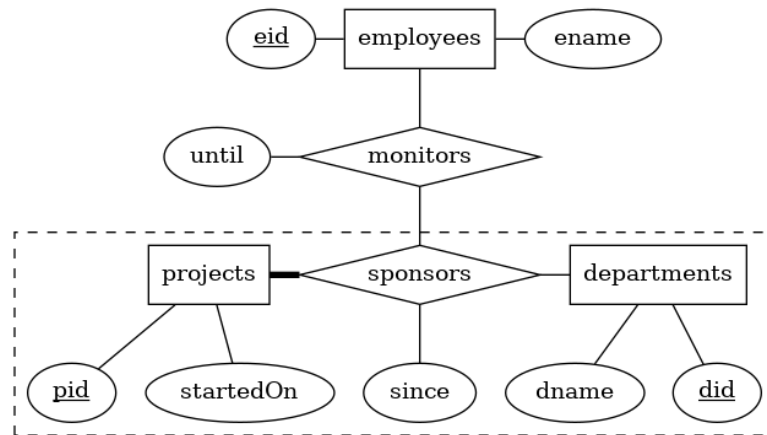 eid
employees
ename
until
monitors
projects
sponsors
departments
pid
startedOn
since
dname
did